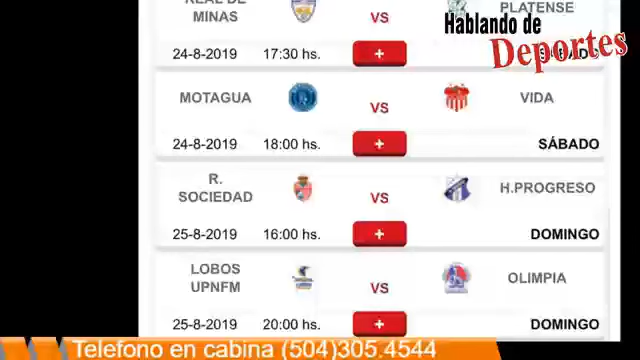 REAL DE
MINAS
VS
PLATENSE
Hablando de
Deportes
24-8-2019 17:30 hs. +
MOTAGUA VS VIDA
24-8-2019 18:00 hs. + SÁBADO
R.
SOCIEDAD VS H.PROGRESO
25-8-2019 16:00 hs. + DOMINGO
LOBOS
UPNFM VS OLIMPIA
25-8-2019 20:00 hs. + DOMINGO
Telefono en cabina (504)305.4544